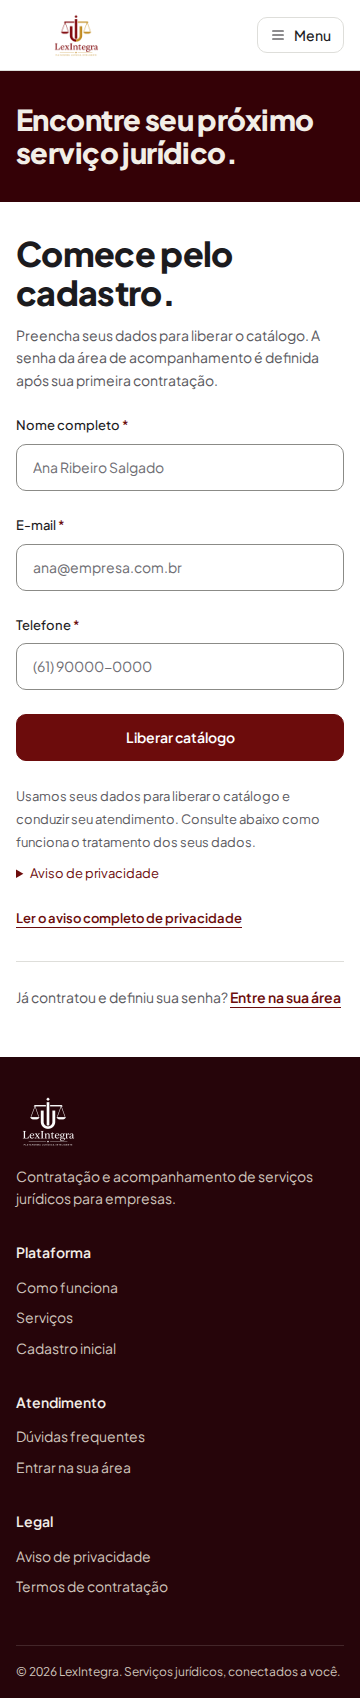 LexIntegra
Menu
Encontre seu próximo
serviço jurídico.
Comece pelo
cadastro.
Preencha seus dados para liberar o catálogo. A
senha da área de acompanhamento é definida
após sua primeira contratação.
Nome completo *
Ana Ribeiro Salgado
E-mail *
ana@empresa.com.br
Telefone *
(61) 90000-0000
Liberar catálogo
Usamos seus dados para liberar o catálogo e
conduzir seu atendimento. Consulte abaixo como
funciona o tratamento dos seus dados.
Aviso de privacidade
Ler o aviso completo de privacidade
Já contratou e definiu sua senha? Entre na sua área
LexIntegra
Contratação e acompanhamento de serviços
jurídicos para empresas.
Plataforma
Como funciona
Serviços
Cadastro inicial
Atendimento
Dúvidas frequentes
Entrar na sua área
Legal
Aviso de privacidade
Termos de contratação
© 2026 LexIntegra. Serviços jurídicos, conectados a você.